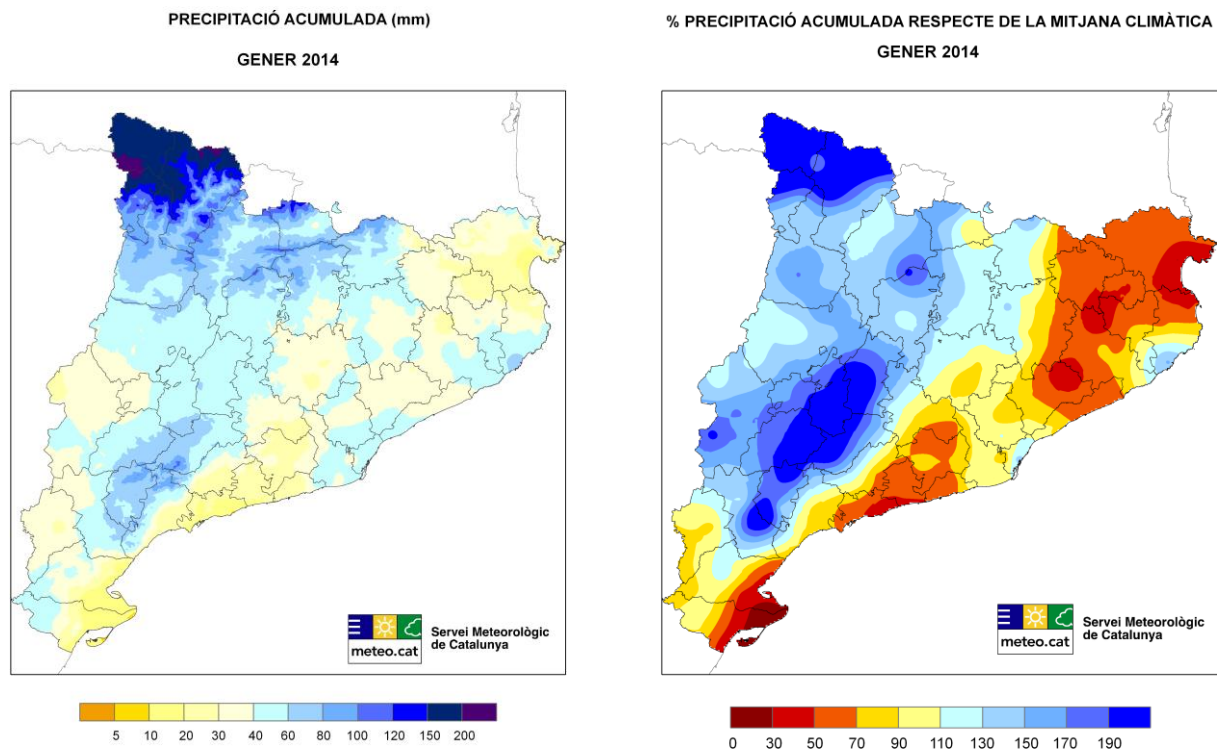 PRECIPITACIÓ ACUMULADA (mm)
GENER 2014
Servei Meteorològic
de Catalunya
meteo.cat
5 10 20 30 40 60 80 100 120 150 200
% PRECIPITACIÓ ACUMULADA RESPECTE DE LA MITJANA CLIMÀTICA
GENER 2014
Servei Meteorològic
de Catalunya
meteo.cat
0 30 50 70 90 110 130 150 170 190